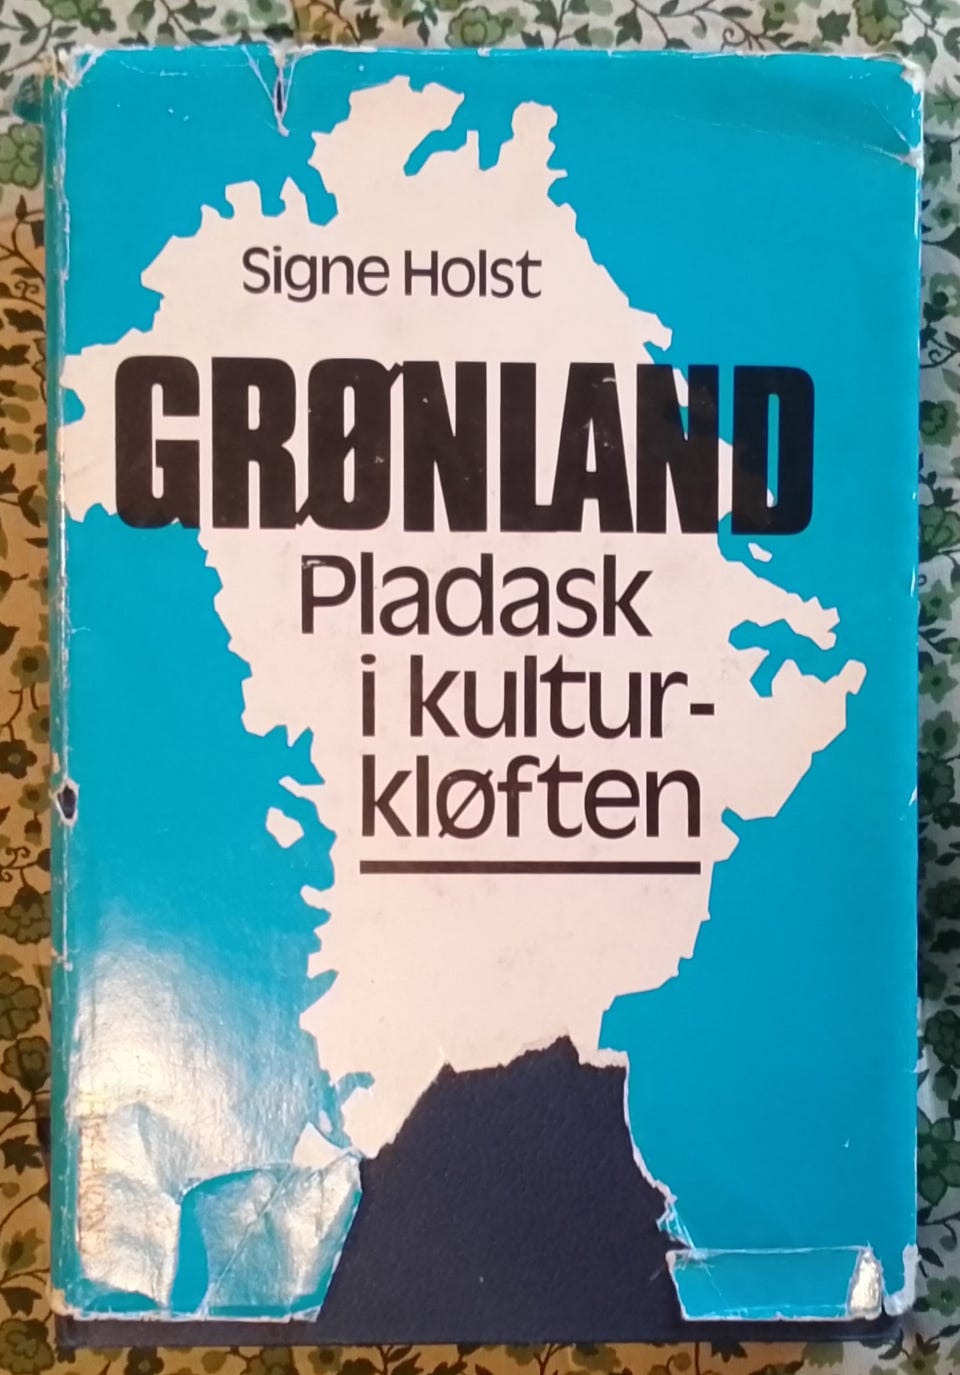 Signe Holst
GRØNLAND
Pladask
i kultur-
kløften